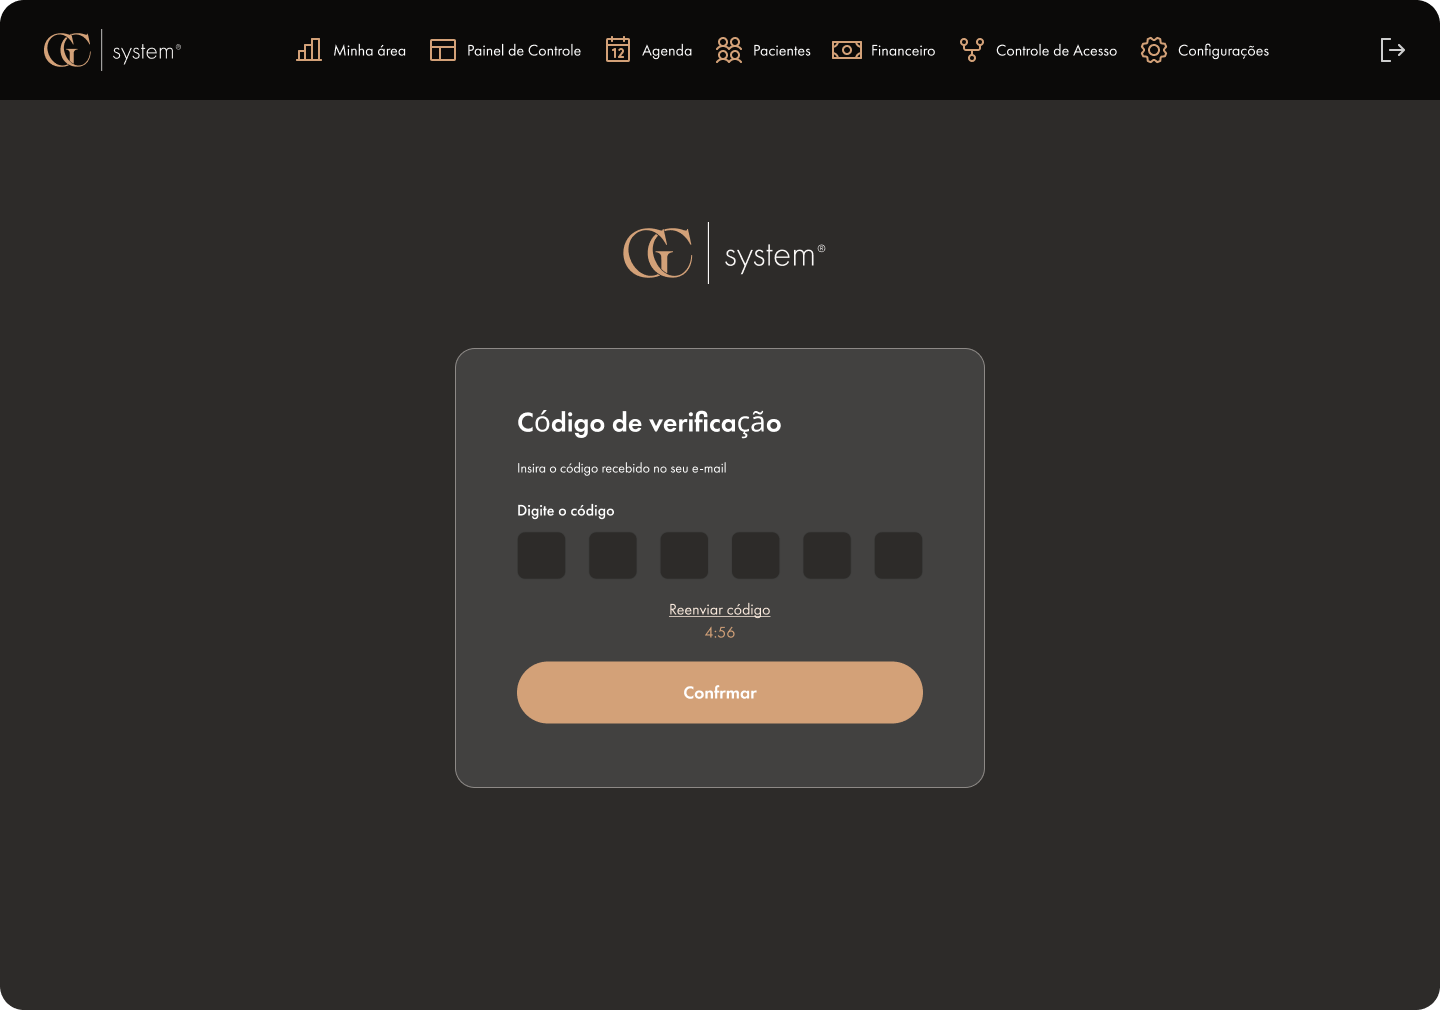 GC system®
Minha área
Painel de Controle
12
Agenda
Pacientes
Financeiro
Controle de Acesso
Configurações
GC system®
Código de verificação
Insira o código recebido no seu e-mail
Digite o código
Reenviar código
4:56
Confrmar